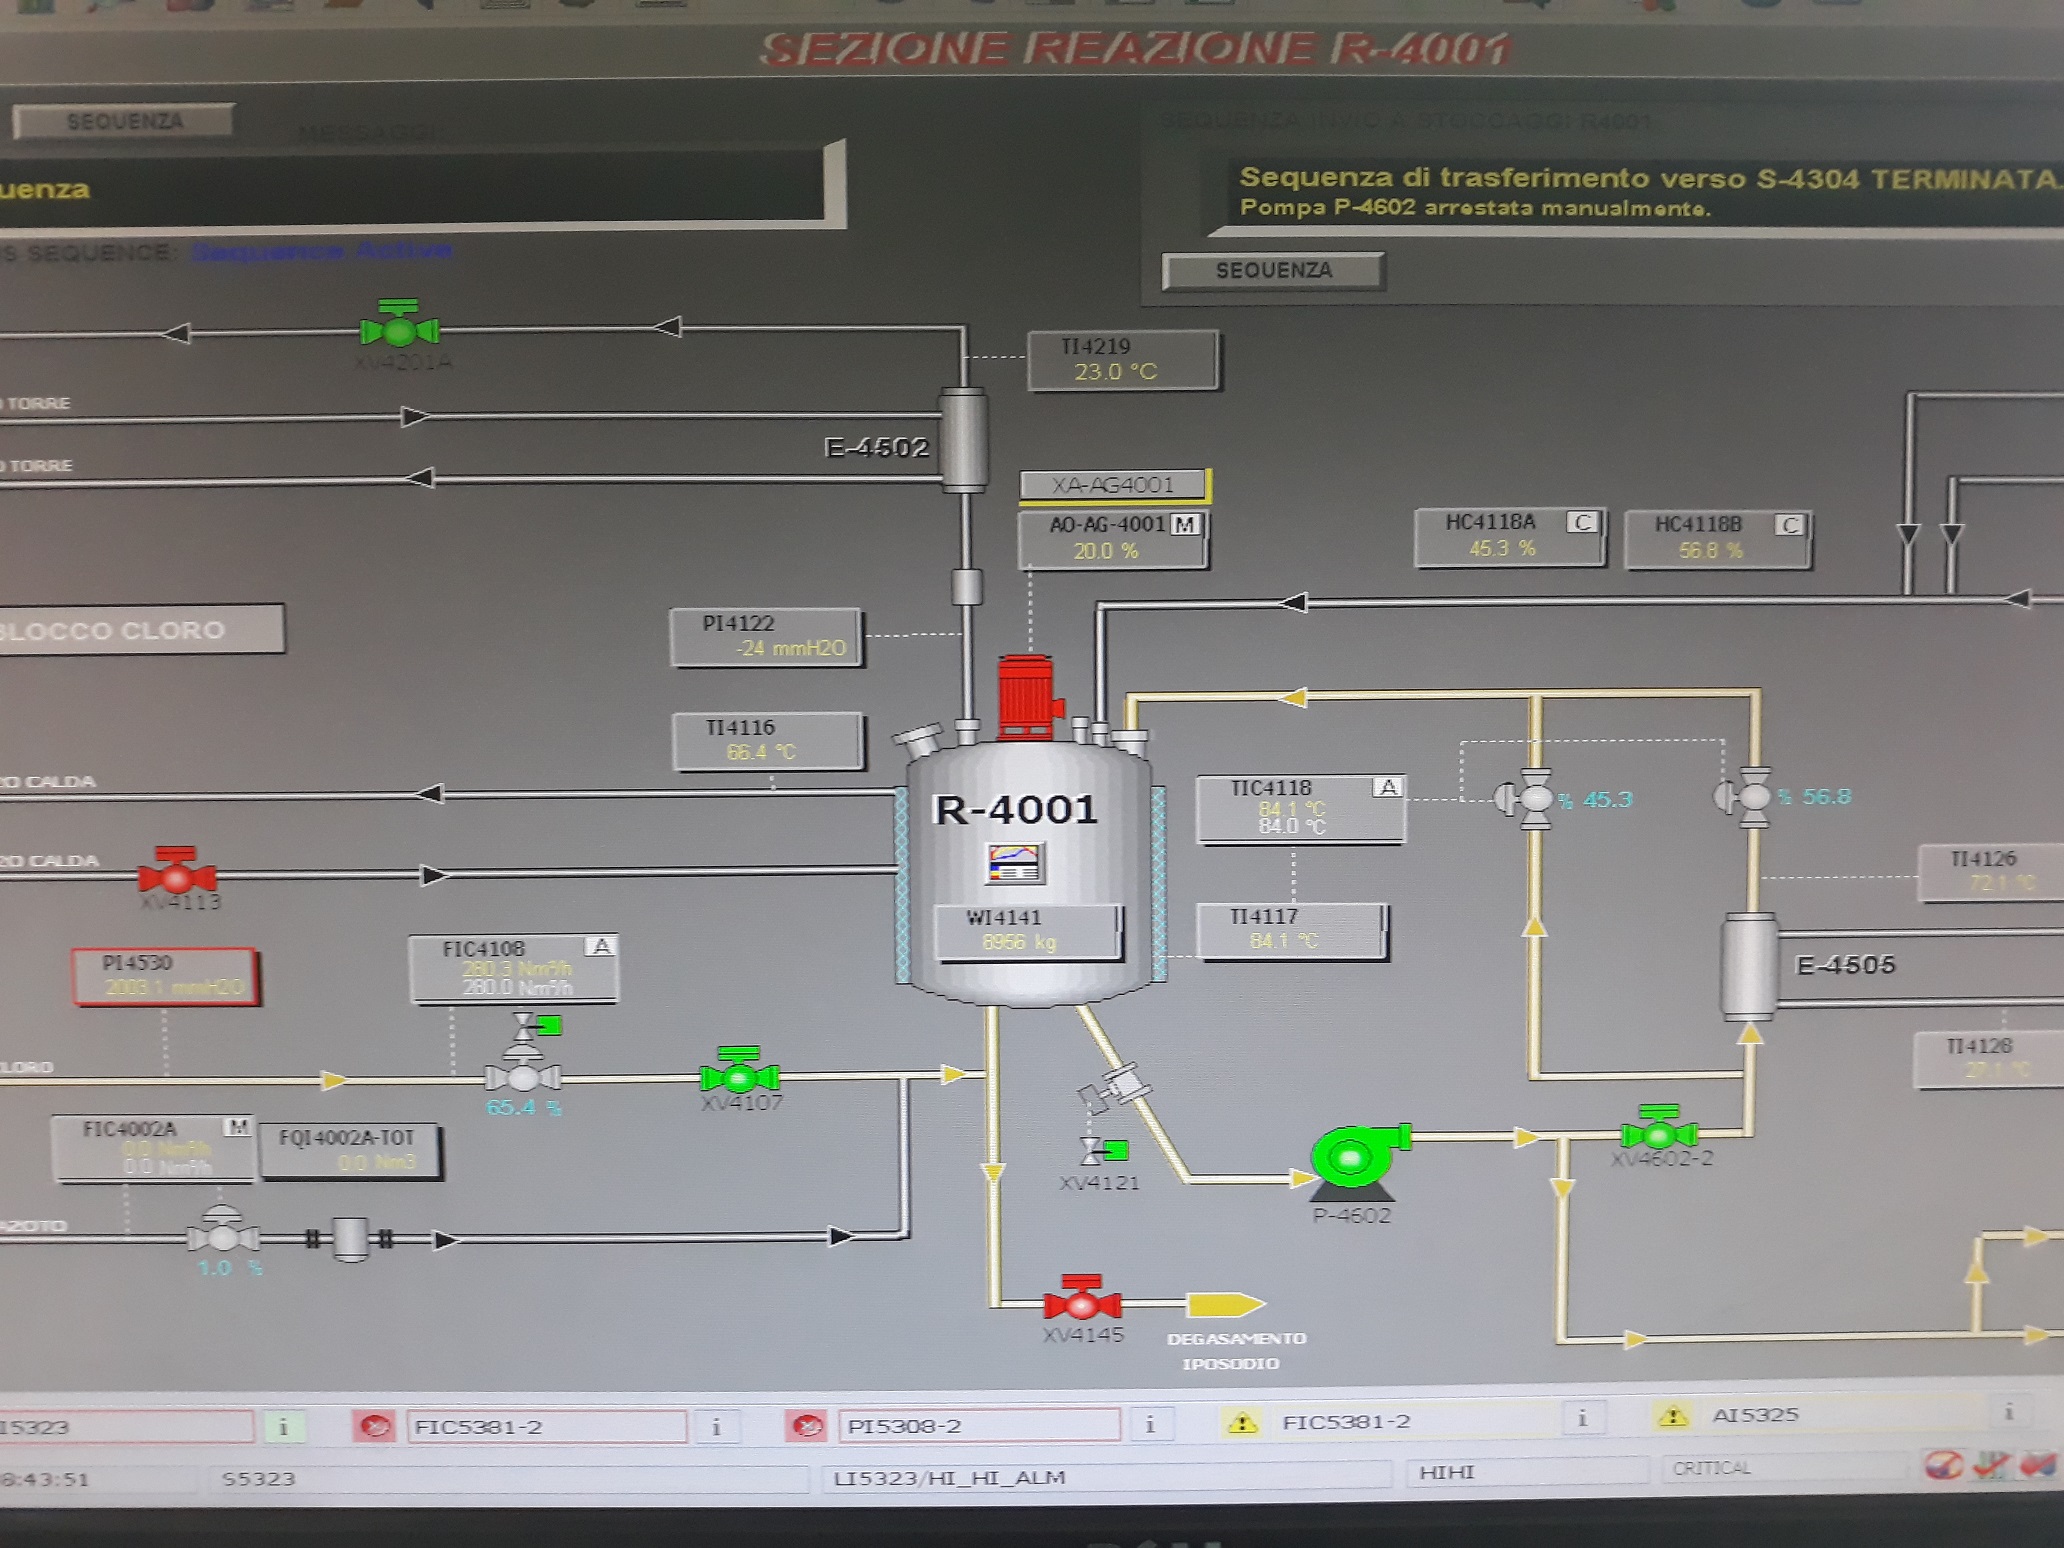 SEZIONE REAZIONE R-4001
SEQUENZA
MESSAGGI:
SEQUENZA INVIO A STOCCAGGI R4001
uenza
Sequenza di trasferimento verso S-4304 TERMINATA.
Pompa P-4602 arrestata manualmente.
S SEQUENCE: Sequence Active
SEQUENZA
XV4201A
TI4219
23.0 °C
TORRE
E-4502
TORRE
XA-AG4001
AO-AG-4001 M
20.0 %
HC4118A C
45.3 %
HC4118B C
56.8 %
BLOCCO CLORO
PI4122
-24 mmH2O
TI4116
66.4 °C
CALDA
R-4001
TIC4118 A
84.1 °C
84.0 °C
% 45.3
% 56.8
CALDA
XV4113
TI4126
72.1 °C
WI4141
8956 kg
TI4117
84.1 °C
E-4505
PI4530
2003.1 mmH2O
FIC4108 A
280.3 Nm³/h
280.0 Nm³/h
TI4128
27.1 °C
CLORO
65.4 %
XV4107
FIC4002A M
0.0 Nm³/h
0.0 Nm³/h
FQI4002A-TOT
0.0 Nm3
XV4121
P-4602
XV4602-2
AZOTO
1.0 %
XV4145
DEGASAMENTO
IPOSODIO
I5323 i FIC5381-2 i PI5308-2 i FIC5381-2 i AI5325 i
8:43:51 S5323 LI5323/HI_HI_ALM HIHI CRITICAL